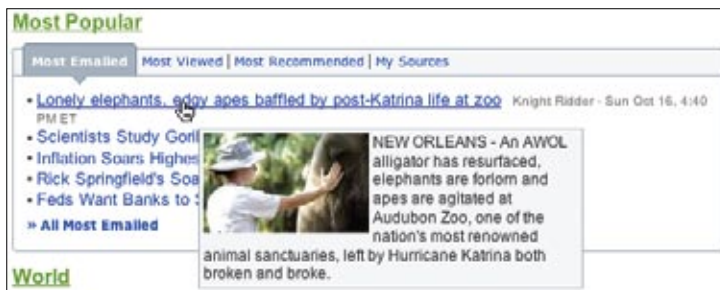 Most Popular
Most Emailed Most Viewed | Most Recommended | My Sources
• Lonely elephants, edgy apes baffled by post-Katrina life at zoo Knight Ridder - Sun Oct 16, 4:40
PM ET
• Scientists Study
• Inflation Soars
• Rick Springfield's
• Feds Want Banks to
» All Most Emailed
NEW ORLEANS - An AWOL
alligator has resurfaced,
elephants are forlorn and
apes are agitated at
Audubon Zoo, one of the
nation's most renowned
animal sanctuaries, left by Hurricane Katrina both
broken and broke.
World